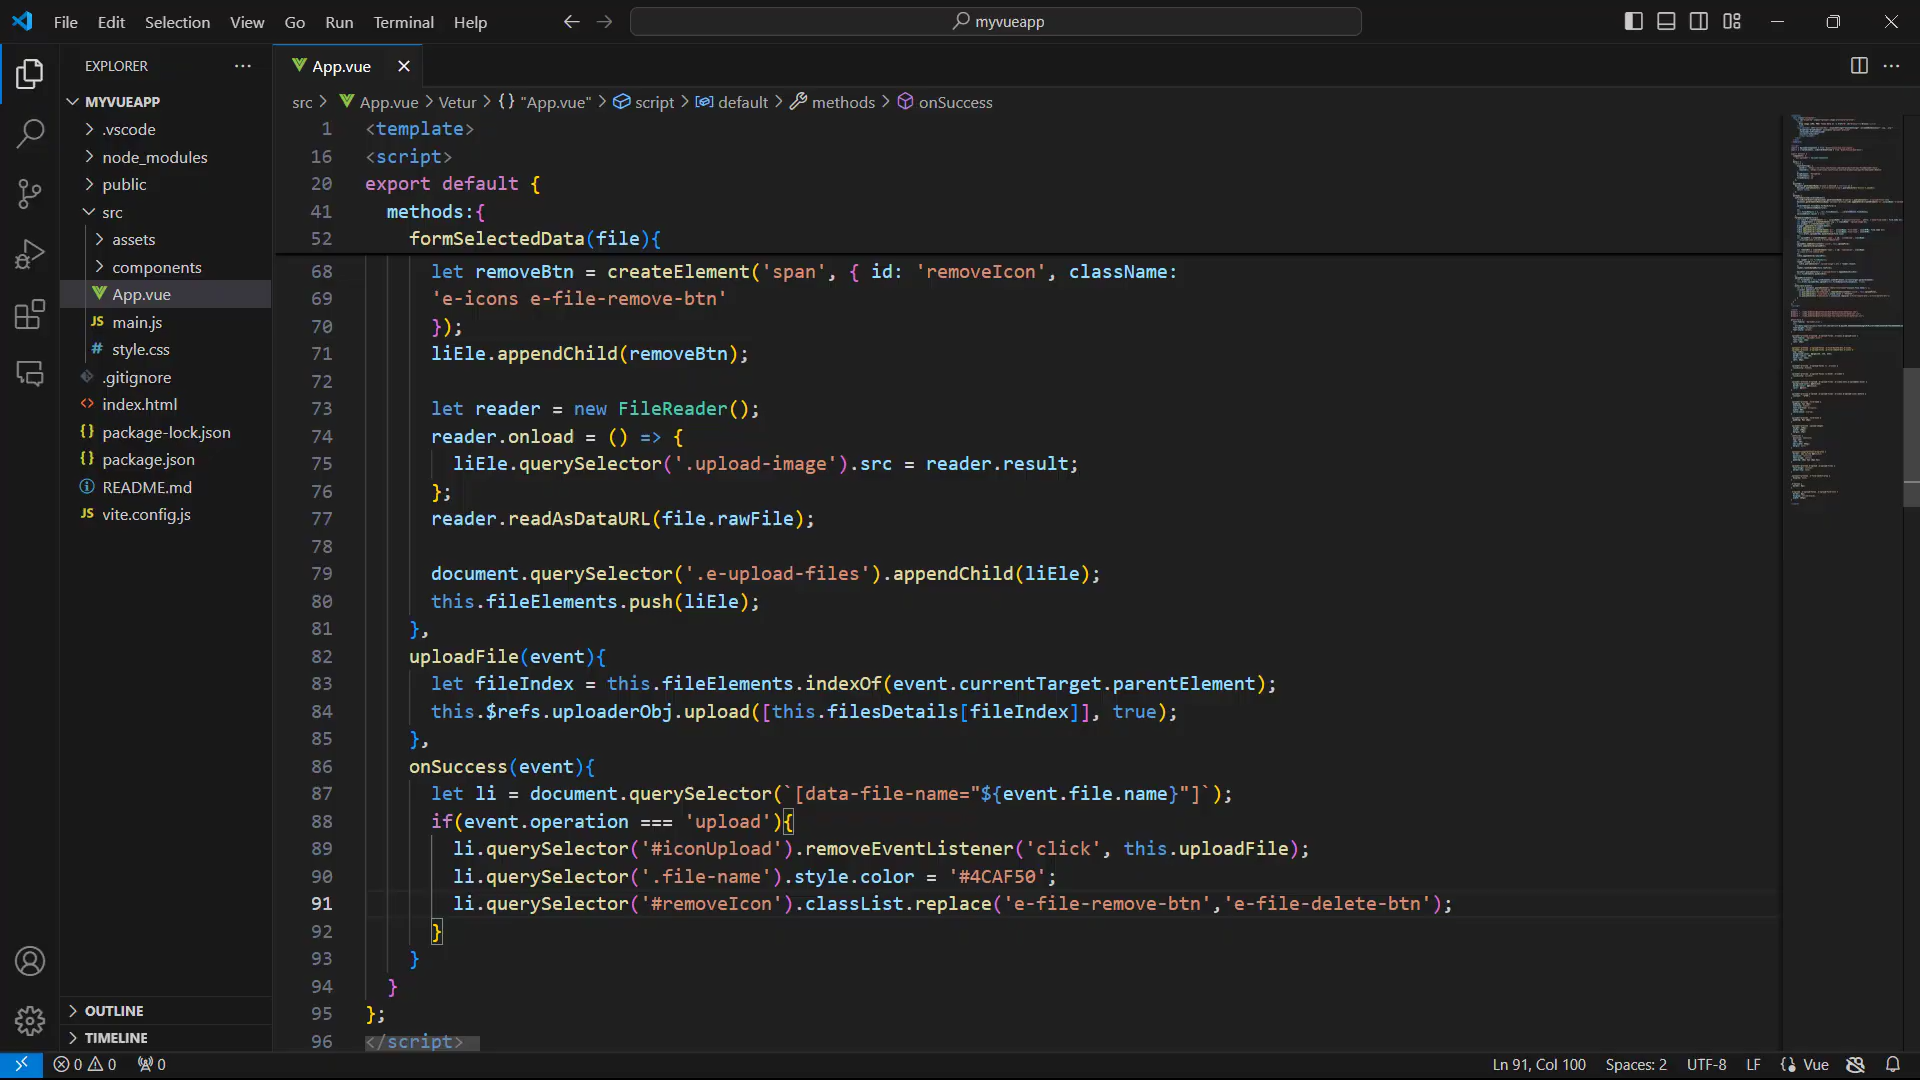 File Edit Selection View Go Run Terminal Help
myvueapp
EXPLORER
MYVUEAPP
.vscode
node_modules
public
src
assets
components
App.vue
JS main.js
# style.css
.gitignore
<> index.html
{} package-lock.json
{} package.json
README.md
JS vite.config.js
OUTLINE
TIMELINE
App.vue
src > App.vue > Vetur > {} "App.vue" > script > default > methods > onSuccess
1 <template>
16 <script>
20 export default {
41 methods:{
52 formSelectedData(file){
68 let removeBtn = createElement('span', { id: 'removeIcon', className:
69 'e-icons e-file-remove-btn'
70 });
71 liEle.appendChild(removeBtn);
72
73 let reader = new FileReader();
74 reader.onload = () => {
75 liEle.querySelector('.upload-image').src = reader.result;
76 };
77 reader.readAsDataURL(file.rawFile);
78
79 document.querySelector('.e-upload-files').appendChild(liEle);
80 this.fileElements.push(liEle);
81 },
82 uploadFile(event){
83 let fileIndex = this.fileElements.indexOf(event.currentTarget.parentElement);
84 this.$refs.uploaderObj.upload([this.filesDetails[fileIndex]], true);
85 },
86 onSuccess(event){
87 let li = document.querySelector(`[data-file-name="${event.file.name}"]`);
88 if(event.operation === 'upload'){
89 li.querySelector('#iconUpload').removeEventListener('click', this.uploadFile);
90 li.querySelector('.file-name').style.color = '#4CAF50';
91 li.querySelector('#removeIcon').classList.replace('e-file-remove-btn','e-file-delete-btn');
92 }
93 }
94 }
95 };
96 </script>
0 0 0
Ln 91, Col 100 Spaces: 2 UTF-8 LF {} Vue